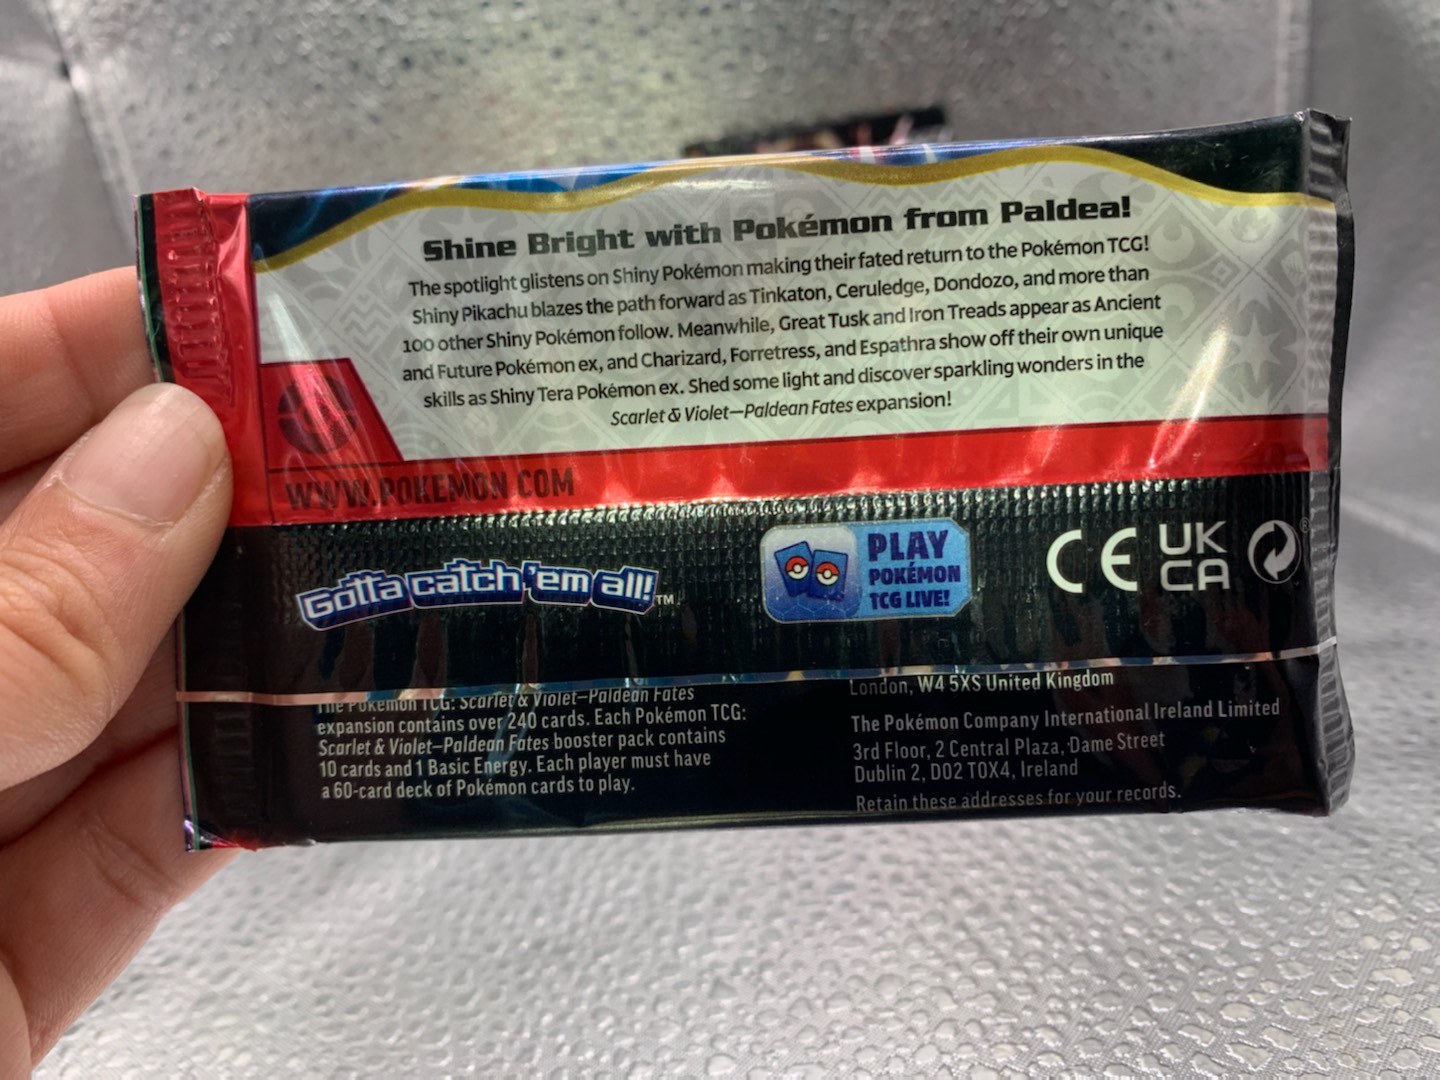 Shine Bright with Pokémon from Paldea!
The spotlight glistens on Shiny Pokémon making their fated return to the Pokémon TCG!
Shiny Pikachu blazes the path forward as Tinkaton, Ceruledge, Dondozo, and more than
100 other Shiny Pokémon follow. Meanwhile, Great Tusk and Iron Treads appear as Ancient
and Future Pokémon ex, and Charizard, Forretress, and Espathra show off their own unique
skills as Shiny Tera Pokémon ex. Shed some light and discover sparkling wonders in the
Scarlet & Violet—Paldean Fates expansion!
WWW.POKEMON.COM
Gotta catch 'em all!™
PLAY
POKÉMON
TCG LIVE!
CE
UK
CA
The Pokémon TCG: Scarlet & Violet—Paldean Fates
expansion contains over 240 cards. Each Pokémon TCG:
Scarlet & Violet—Paldean Fates booster pack contains
10 cards and 1 Basic Energy. Each player must have
a 60-card deck of Pokémon cards to play.
London, W4 5XS United Kingdom
The Pokémon Company International Ireland Limited
3rd Floor, 2 Central Plaza, Dame Street
Dublin 2, D02 T0X4, Ireland
Retain these addresses for your records.